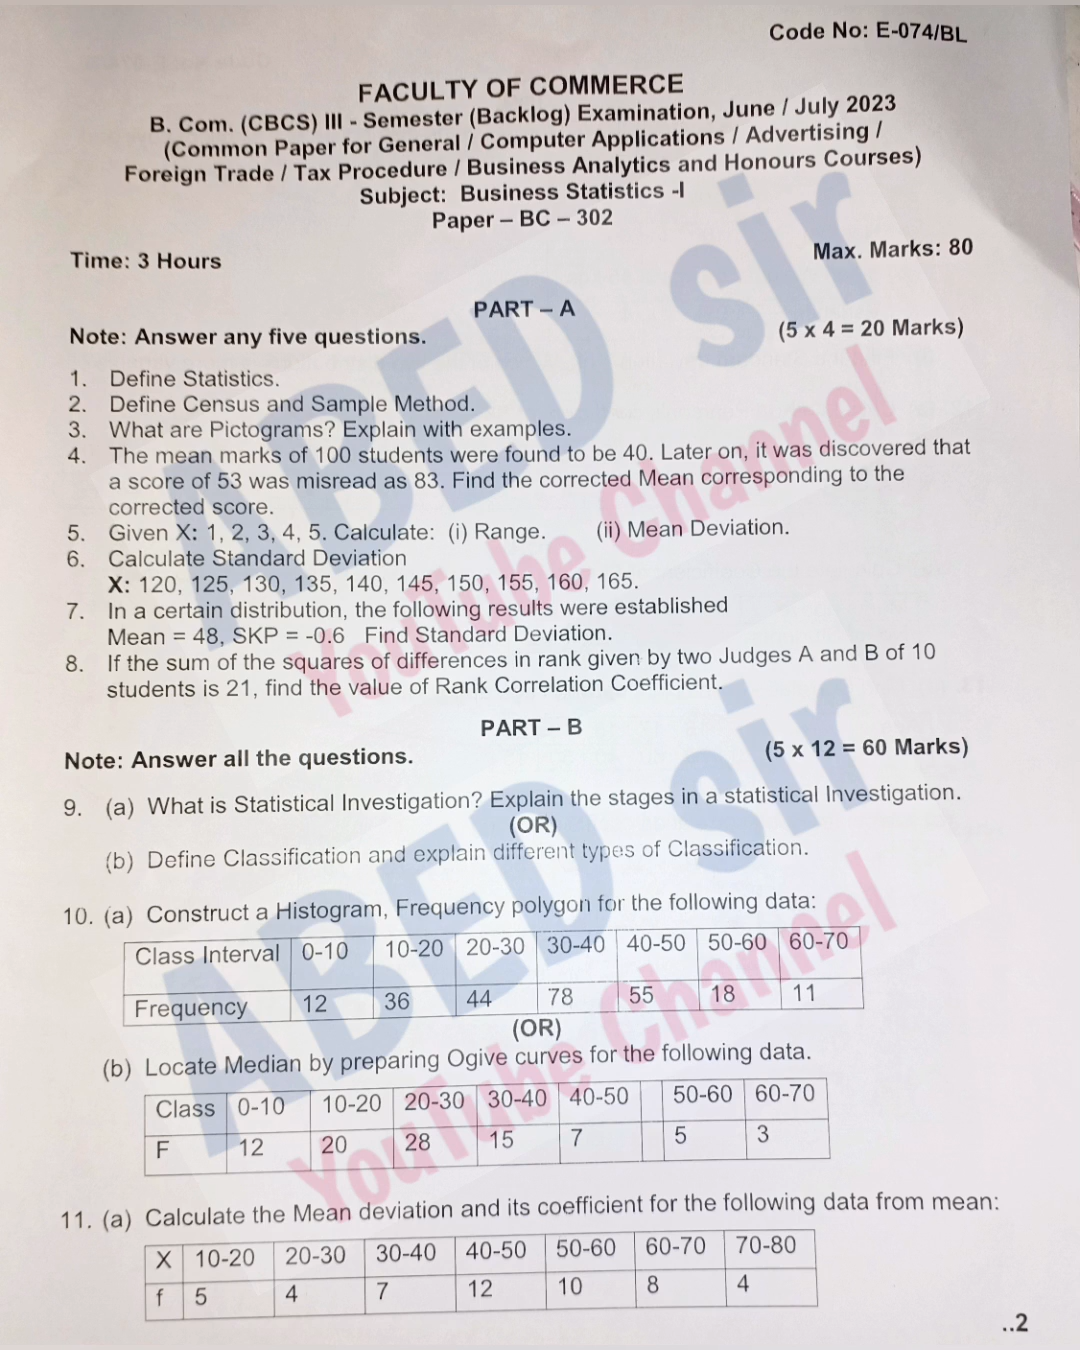 Code No: E-074/BL
FACULTY OF COMMERCE
B. Com. (CBCS) III - Semester (Backlog) Examination, June / July 2023
(Common Paper for General / Computer Applications / Advertising /
Foreign Trade / Tax Procedure / Business Analytics and Honours Courses)
Subject: Business Statistics -I
Paper – BC – 302
Time: 3 Hours Max. Marks: 80
PART – A
Note: Answer any five questions. (5 x 4 = 20 Marks)
1. Define Statistics.
2. Define Census and Sample Method.
3. What are Pictograms? Explain with examples.
4. The mean marks of 100 students were found to be 40. Later on, it was discovered that
a score of 53 was misread as 83. Find the corrected Mean corresponding to the
corrected score.
5. Given X: 1, 2, 3, 4, 5. Calculate: (i) Range. (ii) Mean Deviation.
6. Calculate Standard Deviation
X: 120, 125, 130, 135, 140, 145, 150, 155, 160, 165.
7. In a certain distribution, the following results were established
Mean = 48, SKP = -0.6 Find Standard Deviation.
8. If the sum of the squares of differences in rank given by two Judges A and B of 10
students is 21, find the value of Rank Correlation Coefficient.
PART – B
Note: Answer all the questions. (5 x 12 = 60 Marks)
9. (a) What is Statistical Investigation? Explain the stages in a statistical Investigation.
(OR)
(b) Define Classification and explain different types of Classification.
10. (a) Construct a Histogram, Frequency polygon for the following data:
Class Interval 0-10 10-20 20-30 30-40 40-50 50-60 60-70
Frequency 12 36 44 78 55 18 11
(OR)
(b) Locate Median by preparing Ogive curves for the following data.
Class 0-10 10-20 20-30 30-40 40-50 50-60 60-70
F 12 20 28 15 7 5 3
11. (a) Calculate the Mean deviation and its coefficient for the following data from mean:
X 10-20 20-30 30-40 40-50 50-60 60-70 70-80
f 5 4 7 12 10 8 4
..2
ABED sir
YouTube Channel
ABED sir
YouTube Channel